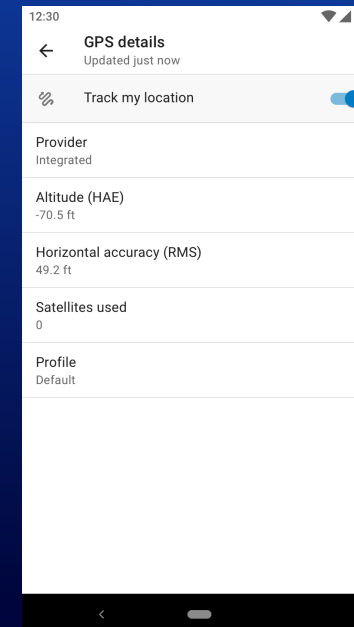 12:30
GPS details
Updated just now
Track my location
Provider
Integrated
Altitude (HAE)
-70.5 ft
Horizontal accuracy (RMS)
49.2 ft
Satellites used
0
Profile
Default